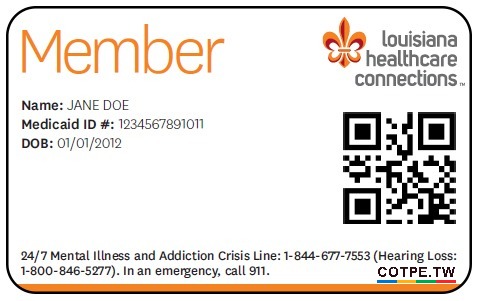 Member
louisiana
healthcare
connections™
Name: JANE DOE
Medicaid ID #: 1234567891011
DOB: 01/01/2012
24/7 Mental Illness and Addiction Crisis Line: 1-844-677-7553 (Hearing Loss:
1-800-846-5277). In an emergency, call 911.
COTPE.TW